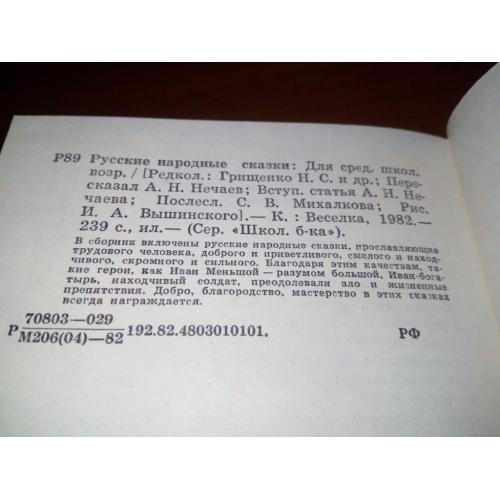 Р89 Русские народные сказки: Для сред. школ.
возр. / [Редкол.: Грищенко Н. С. и др.; Пере-
сказал А. Н. Нечаев; Вступ. статья А. Н. Не-
чаева; Послесл. С. В. Михалкова; Рис.
И. А. Вышинского].— К. : Веселка, 1982.—
239 с., ил.— (Сер. «Школ. б-ка»).
В сборник включены русские народные сказки, прославляющие
трудового человека, доброго и приветливого, смелого и наход-
чивого, скромного и сильного. Благодаря этим качествам, та-
кие герои, как Иван Меньшой — разумом большой, Иван-бога-
тырь, находчивый солдат, преодолевали зло и жизненные
препятствия. Добро, благородство, мастерство в этих сказках
всегда награждается.
70803—029
Р М206(04)—82 192.82.4803010101. РФ